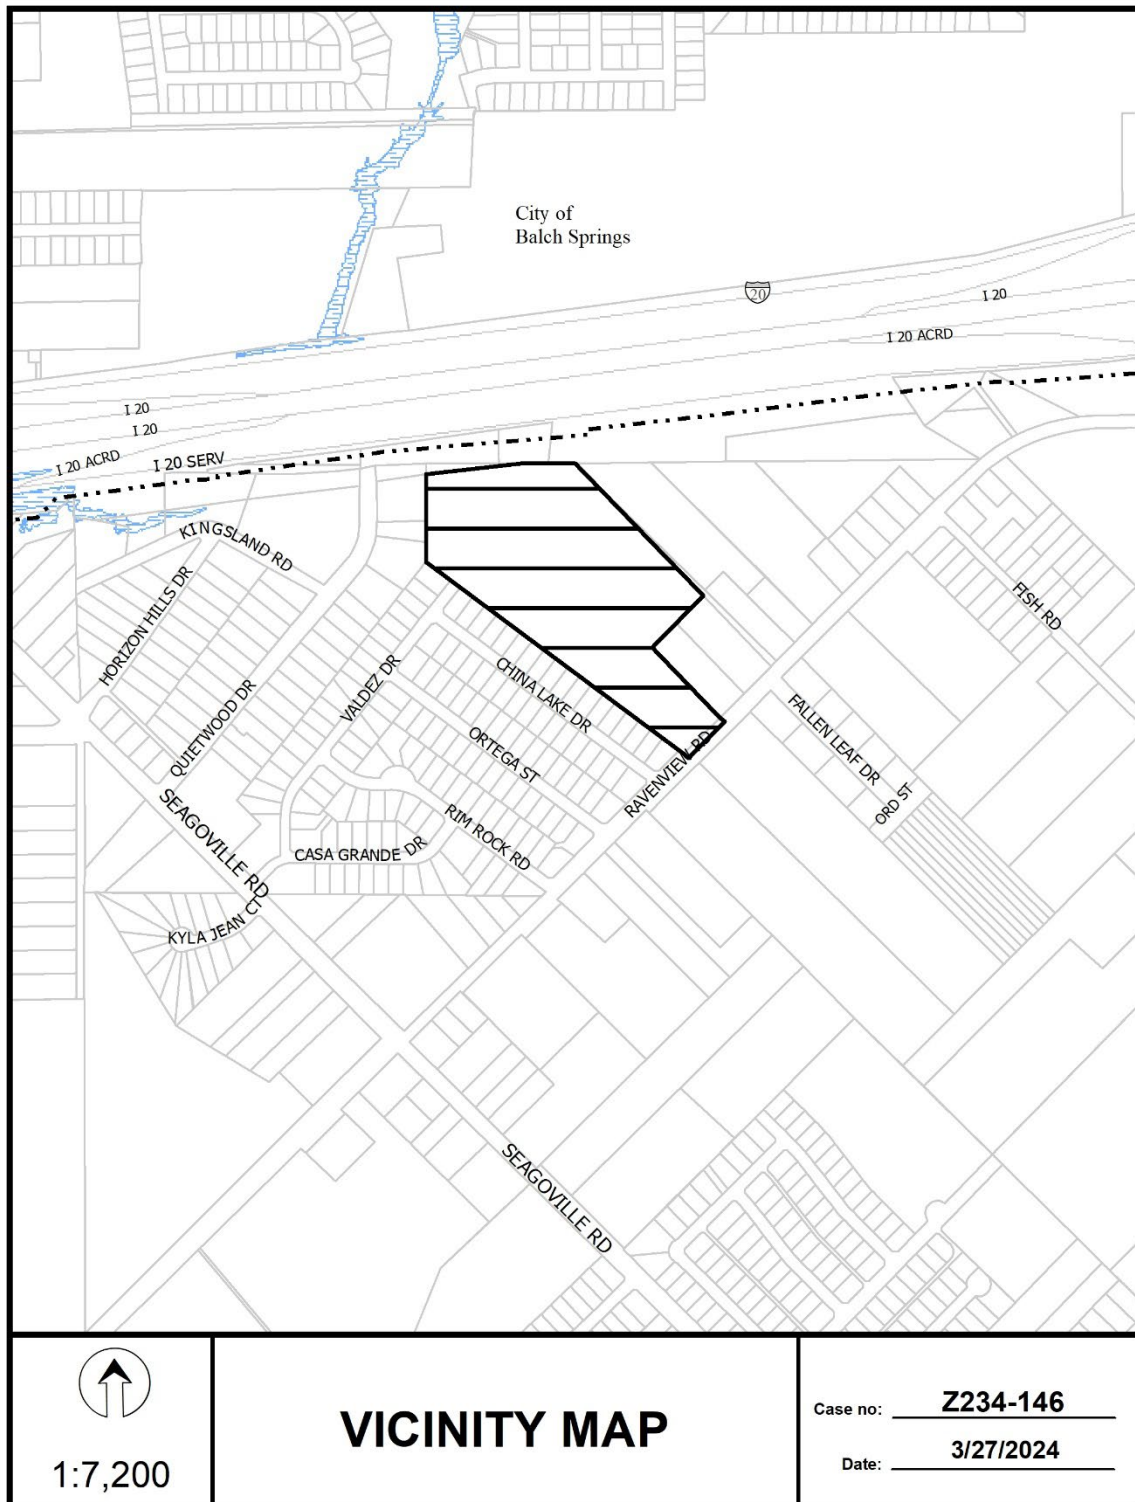 City of
Balch Springs
20
I 20
I 20 ACRD
I 20
I 20
I 20 ACRD
I 20 SERV
KINGSLAND RD
HORIZON HILLS DR
FISH RD
VALDEZ DR
CHINA LAKE DR
QUIETWOOD DR
FALLEN LEAF DR
ORTEGA ST
RAVENVIEW RD
ORD ST
SEAGOVILLE RD
RIM ROCK RD
CASA GRANDE DR
KYLA JEAN CT
SEAGOVILLE RD
1:7,200
VICINITY MAP
Case no: Z234-146
Date: 3/27/2024